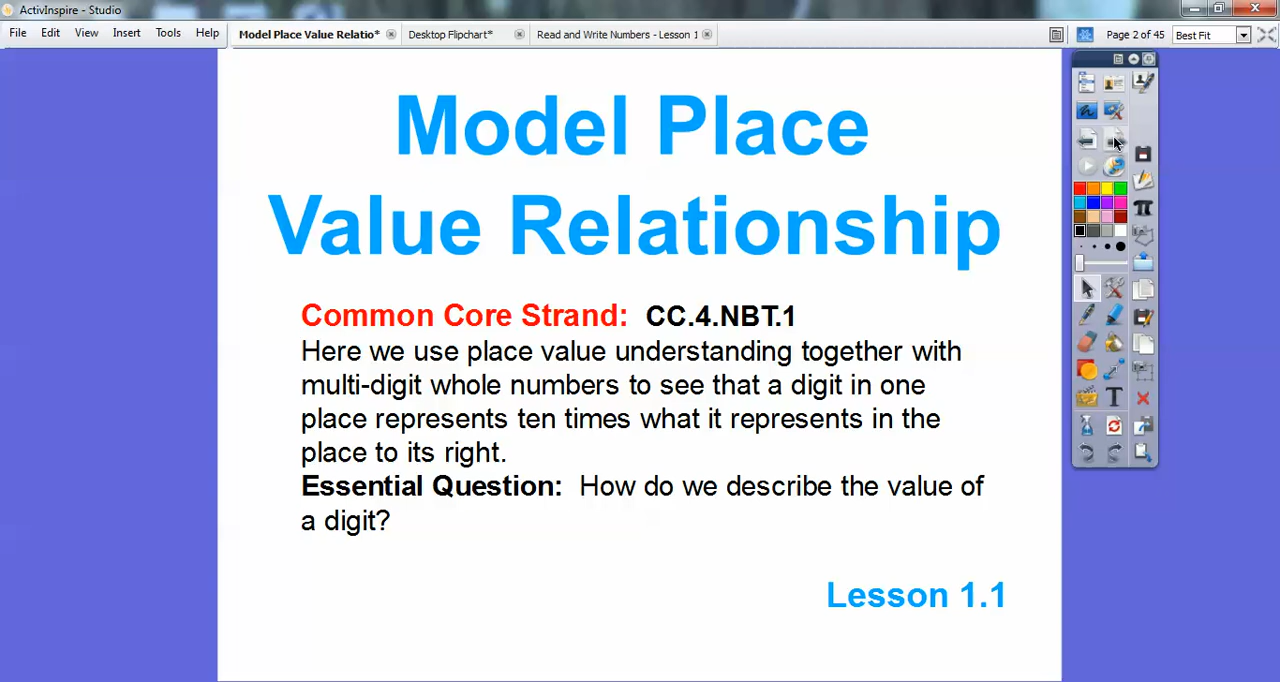 ActivInspire - Studio
File Edit View Insert Tools Help
Model Place Value Relatio* Desktop Flipchart* Read and Write Numbers - Lesson 1
Page 2 of 45 Best Fit
Model Place
Value Relationship
Common Core Strand: CC.4.NBT.1
Here we use place value understanding together with
multi-digit whole numbers to see that a digit in one
place represents ten times what it represents in the
place to its right.
Essential Question: How do we describe the value of
a digit?
Lesson 1.1